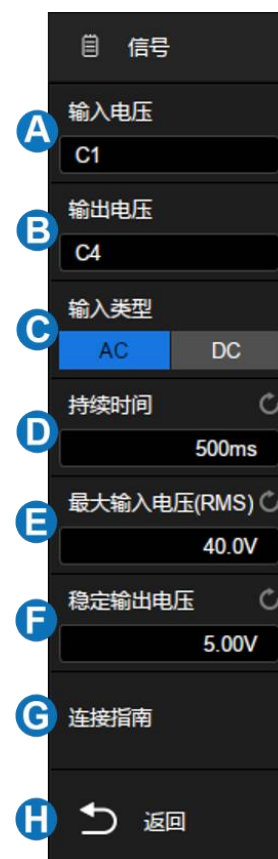 信号
A
输入电压
C1
B
输出电压
C4
C
输入类型
AC DC
D
持续时间
500ms
E
最大输入电压(RMS)
40.0V
F
稳定输出电压
5.00V
G
连接指南
H
返回